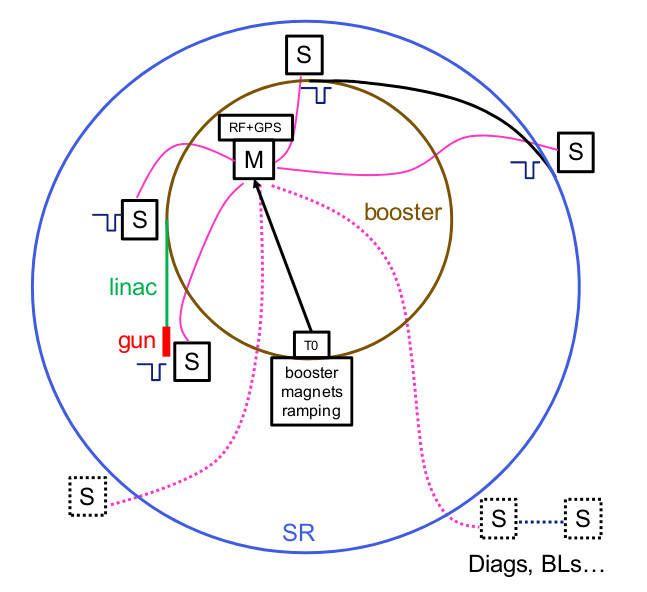 S
RF+GPS
M
S
booster
S
linac
gun
S
T0
booster
magnets
ramping
S
S
S
SR
Diags, BLs…